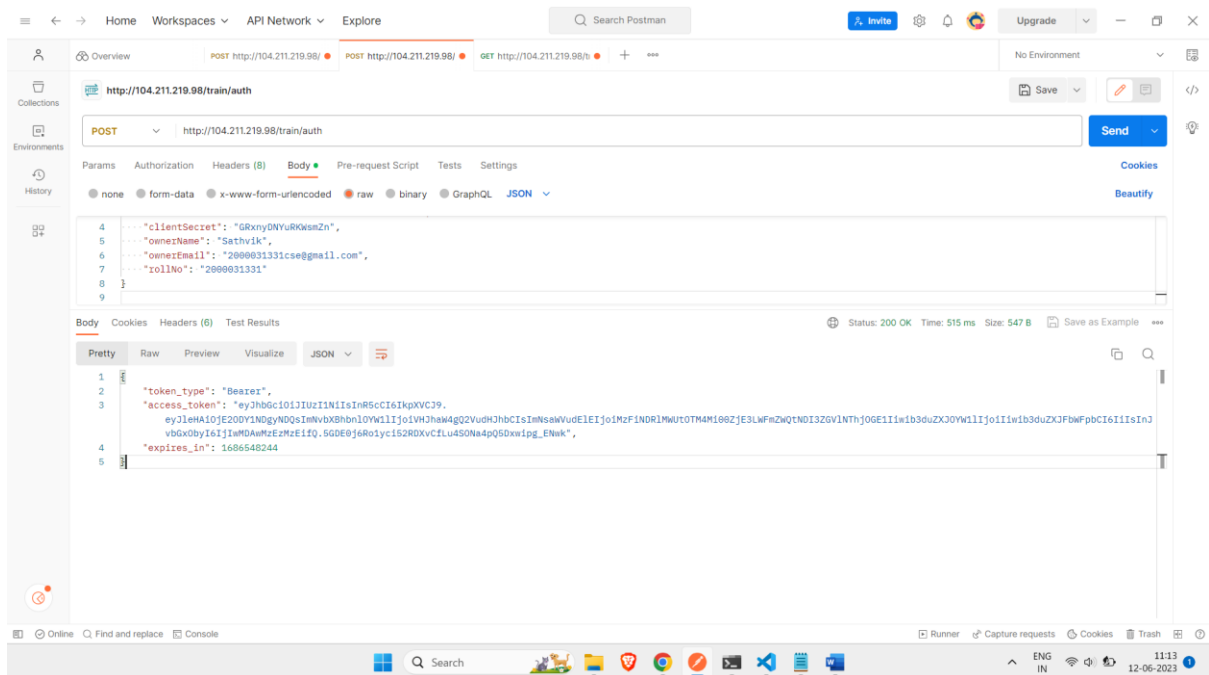 Home Workspaces API Network Explore Search Postman Invite Upgrade
Overview POST http://104.211.219.98/ POST http://104.211.219.98/ GET http://104.211.219.98/ti + No Environment
HTTP http://104.211.219.98/train/auth Save
Collections
POST http://104.211.219.98/train/auth Send
Environments
Params Authorization Headers (8) Body Pre-request Script Tests Settings Cookies
History
none form-data x-www-form-urlencoded raw binary GraphQL JSON Beautify
4 "clientSecret": "GRxnyDNYuRKWsmZn",
5 "ownerName": "Sathvik",
6 "ownerEmail": "2000031331cse@gmail.com",
7 "rollNo": "2000031331"
8 }
9
Body Cookies Headers (6) Test Results Status: 200 OK Time: 515 ms Size: 547 B Save as Example
Pretty Raw Preview Visualize JSON
1 {
2 "token_type": "Bearer",
3 "access_token": "eyJhbGciOiJIUzI1NiIsInR5cCI6IkpXVCJ9.
4 "expires_in": 1686548244
5 }
Online Find and replace Console Runner Capture requests Cookies Trash
Search ENG 11:13
IN 12-06-2023 1